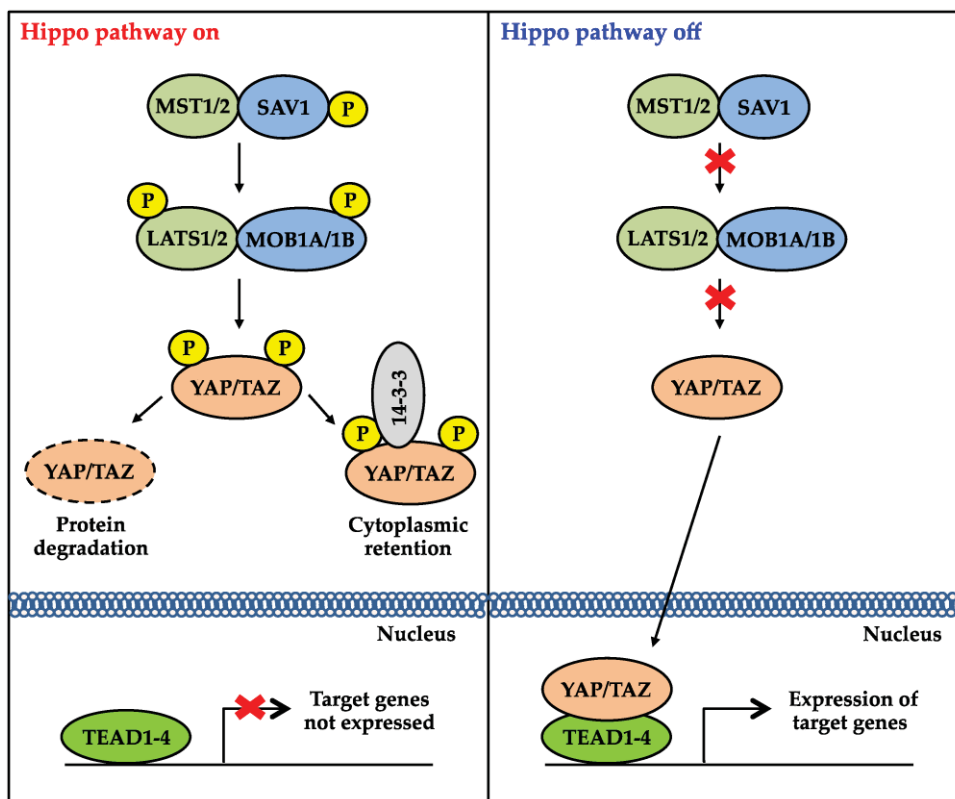 Hippo pathway on
MST1/2 SAV1 P
P P
LATS1/2 MOB1A/1B
P P
YAP/TAZ
14-3-3
P P
YAP/TAZ YAP/TAZ
Protein
degradation
Cytoplasmic
retention
Nucleus
Target genes
not expressed
TEAD1-4
Hippo pathway off
MST1/2 SAV1
LATS1/2 MOB1A/1B
YAP/TAZ
Nucleus
YAP/TAZ
TEAD1-4
Expression of
target genes